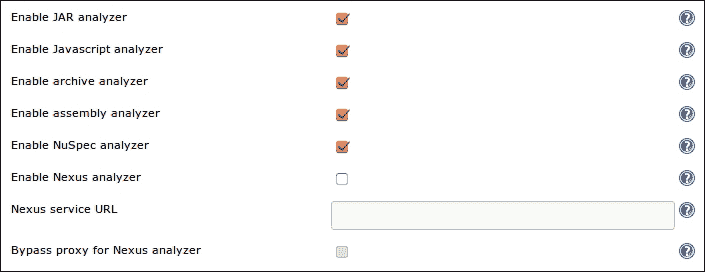 Enable JAR analyzer
Enable Javascript analyzer
Enable archive analyzer
Enable assembly analyzer
Enable NuSpec analyzer
Enable Nexus analyzer
Nexus service URL
Bypass proxy for Nexus analyzer